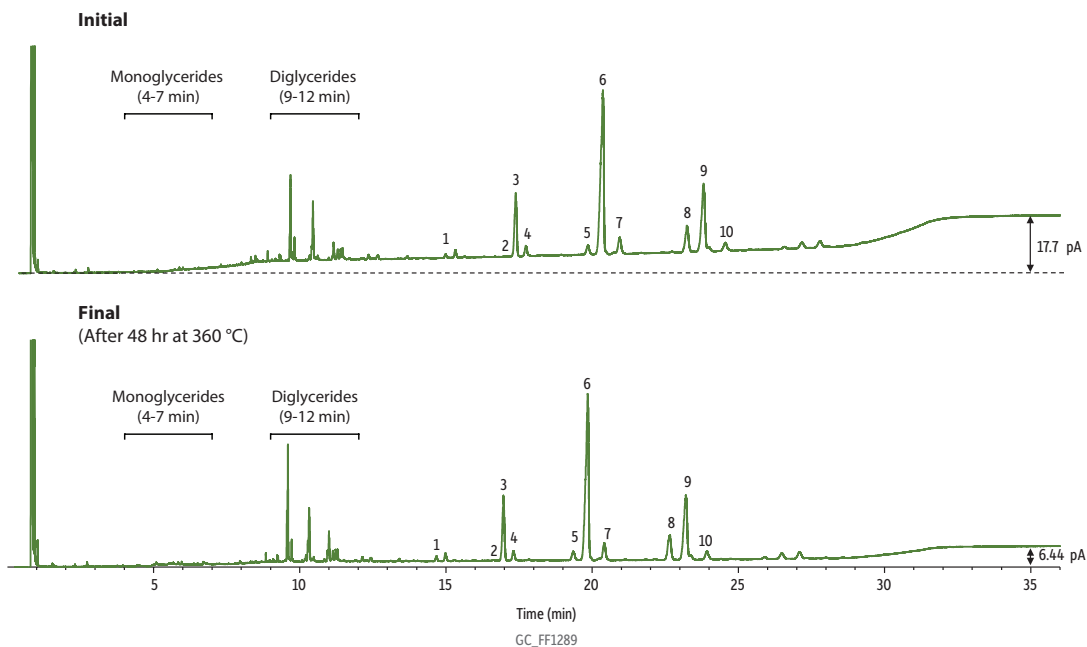 Initial
Monoglycerides
(4-7 min)
Diglycerides
(9-12 min)
1
2
3
4
5
6
7
8
9
10
17.7 pA
Final
(After 48 hr at 360 °C)
Monoglycerides
(4-7 min)
Diglycerides
(9-12 min)
1
2
3
4
5
6
7
8
9
10
6.44 pA
5 10 15 20 25 30 35
Time (min)
GC_FF1289